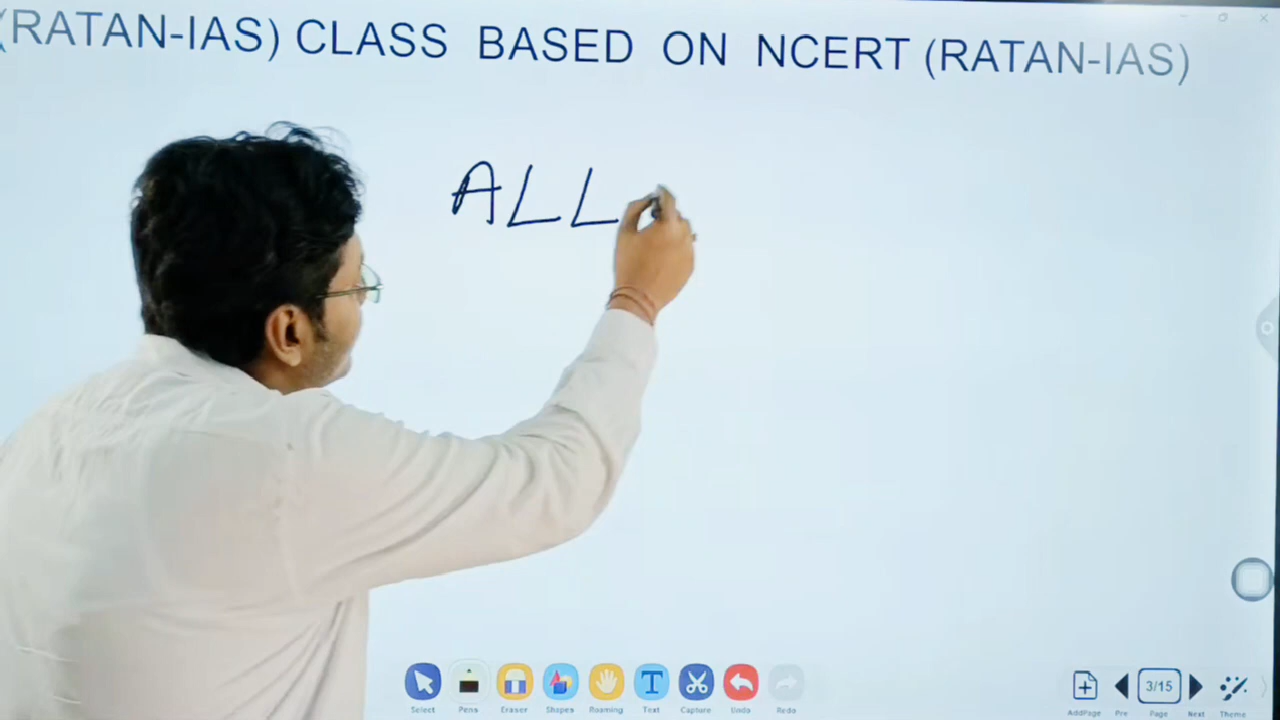 (RATAN-IAS) CLASS BASED ON NCERT (RATAN-IAS)
ALL
Select Pens Eraser Shapes Roaming Text Capture Undo Redo
AddPage Pre 3/15 Page Next Theme